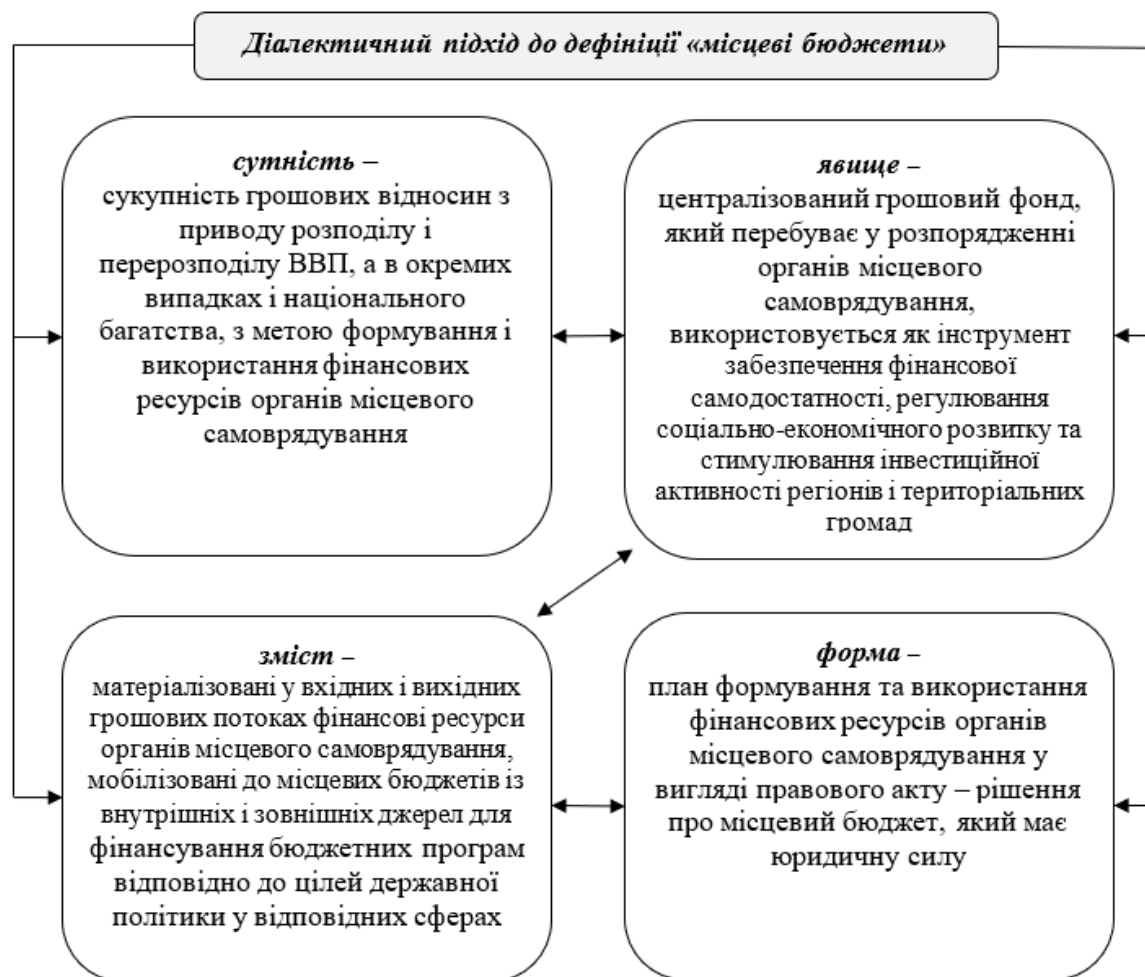 Діалектичний підхід до дефініції «місцеві бюджети»
сутність –
сукупність грошових відносин з
приводу розподілу і
перерозподілу ВВП, а в окремих
випадках і національного
багатства, з метою формування і
використання фінансових
ресурсів органів місцевого
самоврядування
явище –
централізований грошовий фонд,
який перебуває у розпорядженні
органів місцевого
самоврядування,
використовується як інструмент
забезпечення фінансової
самодостатності, регулювання
соціально-економічного розвитку та
стимулювання інвестиційної
активності регіонів і територіальних
громад
зміст –
матеріалізовані у вхідних і вихідних
грошових потоках фінансові ресурси
органів місцевого самоврядування,
мобілізовані до місцевих бюджетів із
внутрішніх і зовнішніх джерел для
фінансування бюджетних програм
відповідно до цілей державної
політики у відповідних сферах
форма –
план формування та використання
фінансових ресурсів органів
місцевого самоврядування у
вигляді правового акту – рішення
про місцевий бюджет, який має
юридичну силу